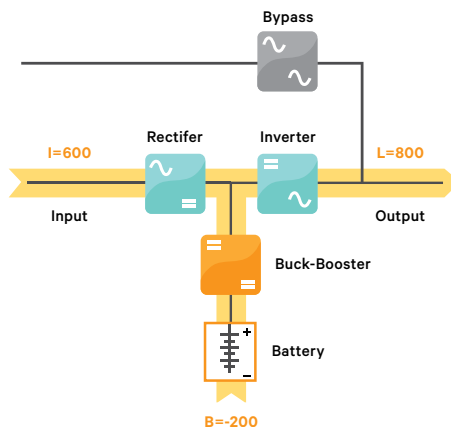 Bypass
Rectifer
Inverter
I=600
L=800
Input
Output
Buck-Booster
+
Battery
–
B=-200